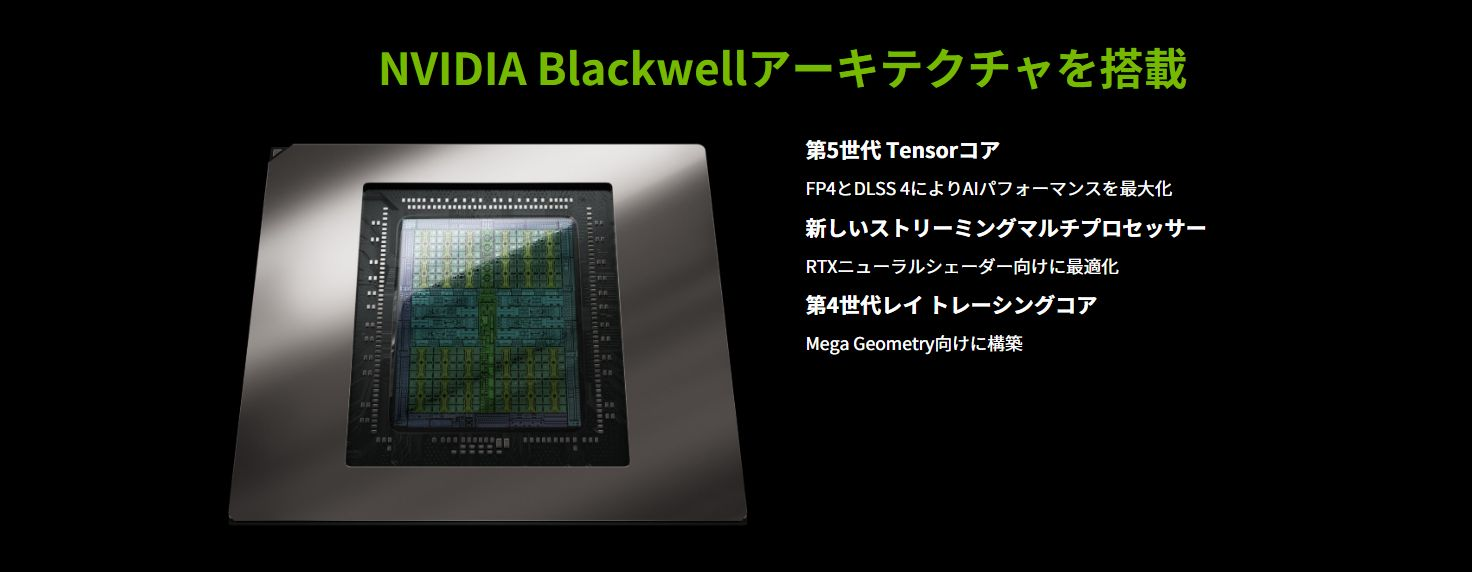 NVIDIA Blackwellアーキテクチャを搭載
第5世代 Tensorコア
FP4とDLSS 4によりAIパフォーマンスを最大化
新しいストリーミングマルチプロセッサー
RTXニューラルシェーダー向けに最適化
第4世代レイ トレーシングコア
Mega Geometry向けに構築